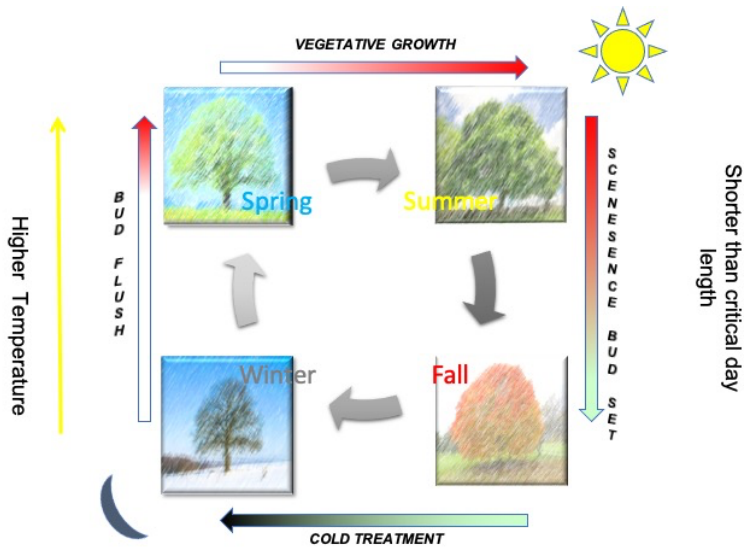 VEGETATIVE GROWTH
Spring
Summer
BUD FLUSH
Higher Temperature
SCENESENCE BUD SET
Shorter than critical day
length
Winter
Fall
COLD TREATMENT